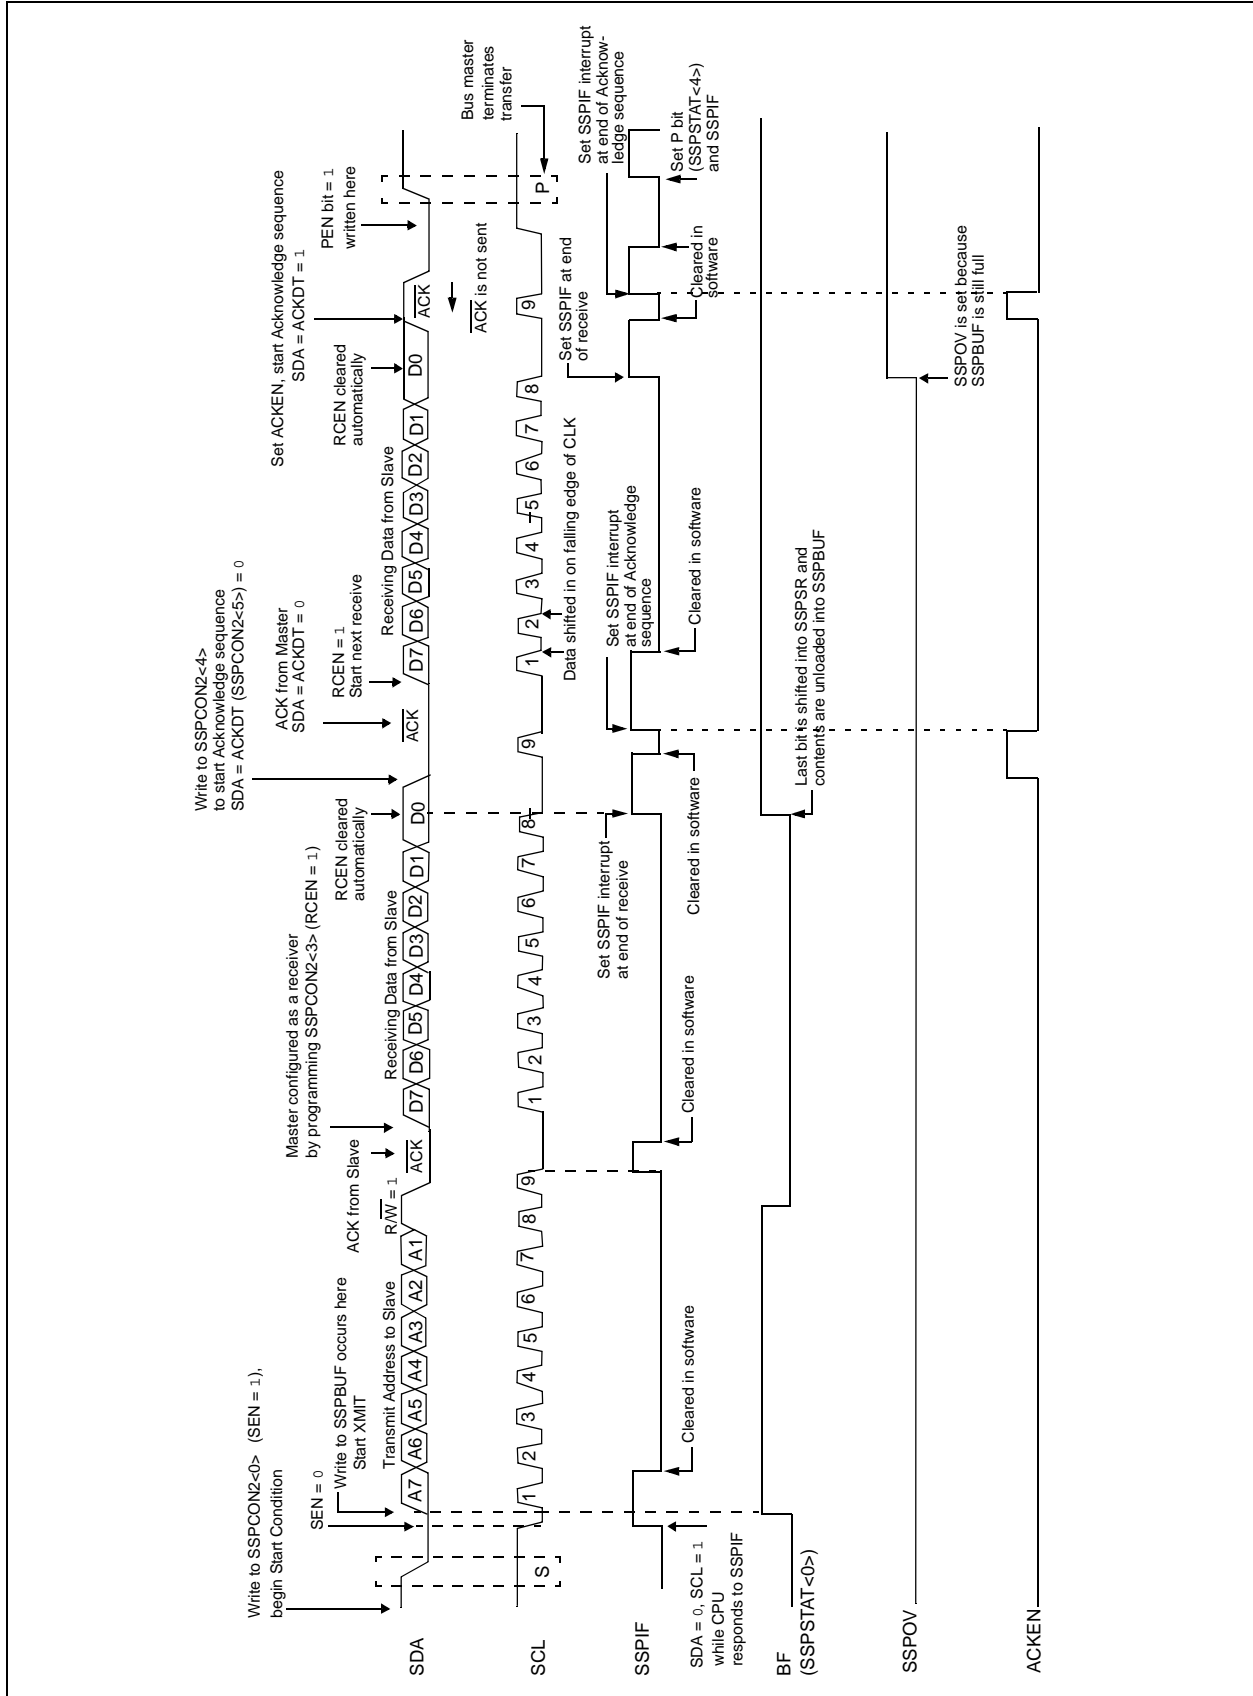 Write to SSPCON2<0> (SEN = 1),
begin Start Condition
SEN = 0
Write to SSPBUF occurs here
Start XMIT
Transmit Address to Slave
R/W = 1
ACK from Slave
Master configured as a receiver
by programming SSPCON2<3> (RCEN = 1)
Receiving Data from Slave
RCEN cleared
automatically
Write to SSPCON2<4>
to start Acknowledge sequence
SDA = ACKDT (SSPCON2<5>) = 0
ACK from Master
SDA = ACKDT = 0
RCEN = 1
Start next receive
Receiving Data from Slave
RCEN cleared
automatically
Set ACKEN, start Acknowledge sequence
SDA = ACKDT = 1
PEN bit = 1
written here
SDA
A7 A6 A5 A4 A3 A2 A1
ACK
D7 D6 D5 D4 D3 D2 D1 D0
ACK
D7 D6 D5 D4 D3 D2 D1 D0
ACK
ACK is not sent
Bus master
terminates
transfer
SCL
S
1 2 3 4 5 6 7 8 9
1 2 3 4 5 6 7 8 9
1 2 3 4 5 6 7 8 9
P
Data shifted in on falling edge of CLK
Set SSPIF interrupt
at end of receive
Set SSPIF interrupt
at end of Acknowledge
sequence
Set SSPIF at end
of receive
Set SSPIF interrupt
at end of Acknow-
ledge sequence
SSPIF
SDA = 0, SCL = 1
while CPU
responds to SSPIF
Cleared in software
Cleared in software
Cleared in software
Cleared in software
Cleared in
software
Set P bit
(SSPSTAT<4>)
and SSPIF
BF
(SSPSTAT<0>)
Last bit is shifted into SSPSR and
contents are unloaded into SSPBUF
SSPOV
SSPOV is set because
SSPBUF is still full
ACKEN